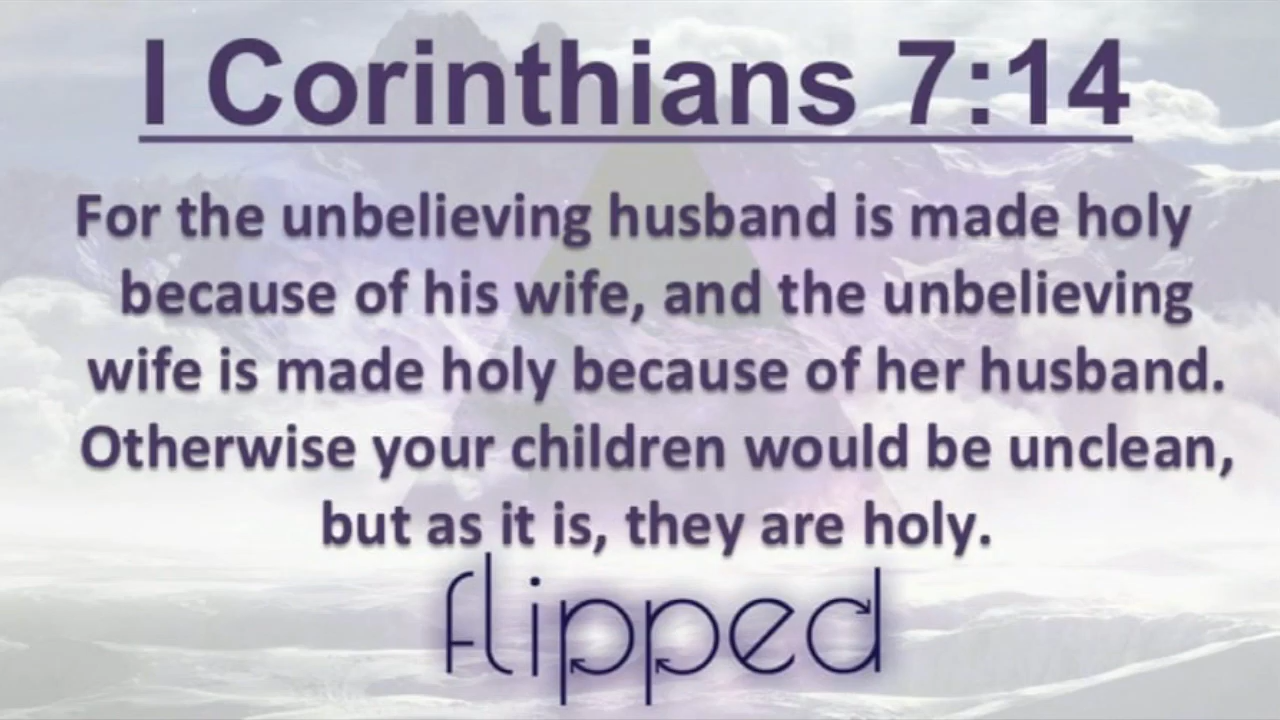 I Corinthians 7:14
For the unbelieving husband is made holy
because of his wife, and the unbelieving
wife is made holy because of her husband.
Otherwise your children would be unclean,
but as it is, they are holy.
flipped